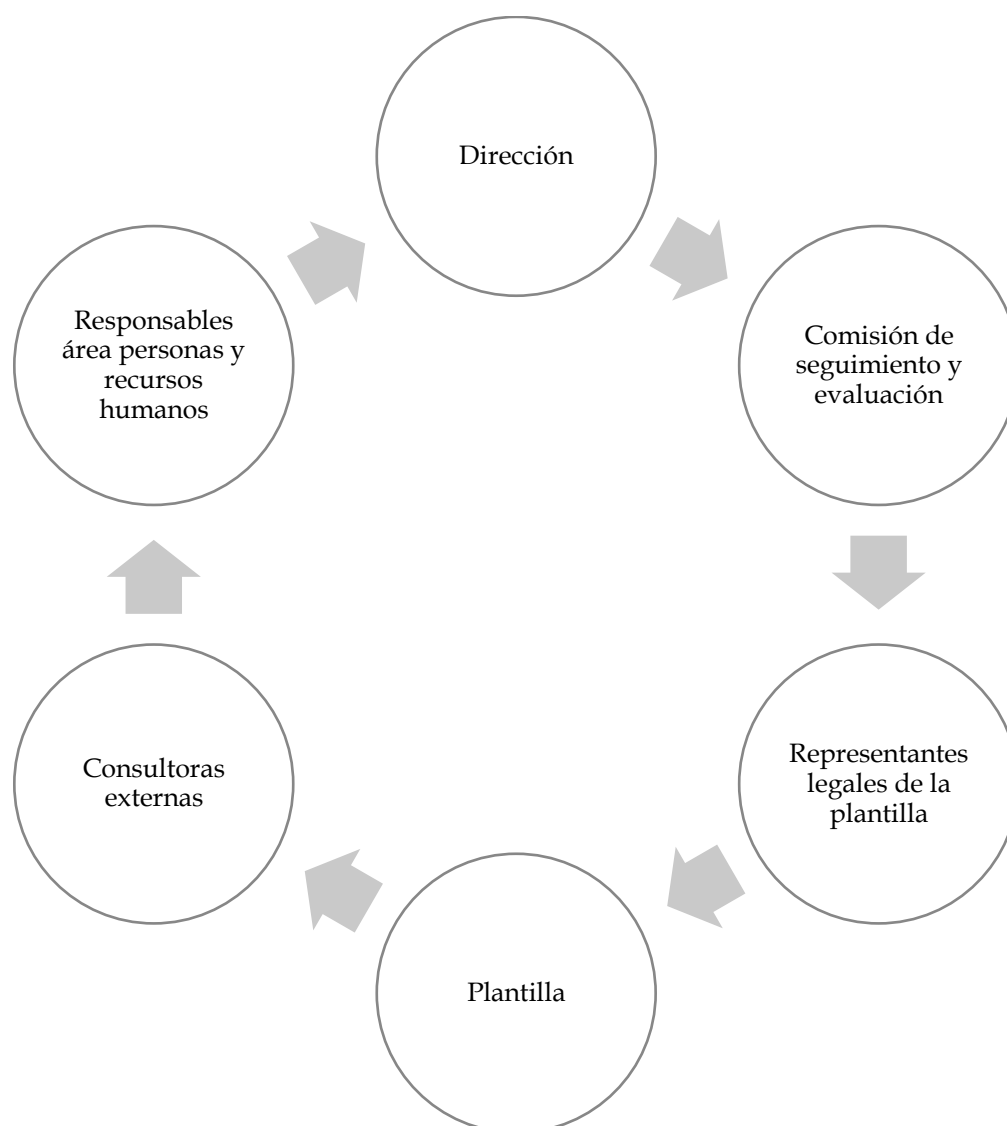 Dirección
Comisión de
seguimiento y
evaluación
Representantes
legales de la
plantilla
Plantilla
Consultoras
externas
Responsables
área personas y
recursos
humanos